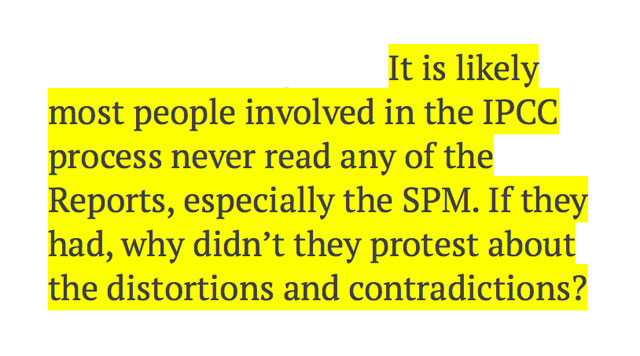 It is likely
most people involved in the IPCC
process never read any of the
Reports, especially the SPM. If they
had, why didn’t they protest about
the distortions and contradictions?